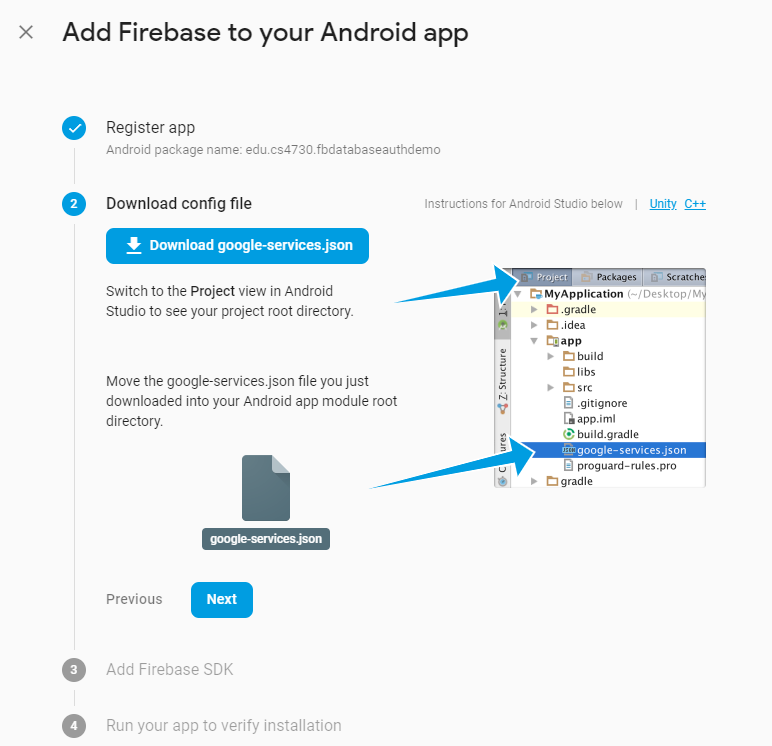 Add Firebase to your Android app
Register app
Android package name: edu.cs4730.fbdatabaseauthdemo
2
Download config file
Instructions for Android Studio below | Unity C++
Download google-services.json
Switch to the Project view in Android
Studio to see your project root directory.
Move the google-services.json file you just
downloaded into your Android app module root
directory.
google-services.json
Project Packages Scratche
MyApplication (~/Desktop/My
.gradle
.idea
app
build
libs
src
.gitignore
app.iml
build.gradle
google-services.json
proguard-rules.pro
gradle
Z: Structure
Previous
Next
3
Add Firebase SDK
4
Run your app to verify installation